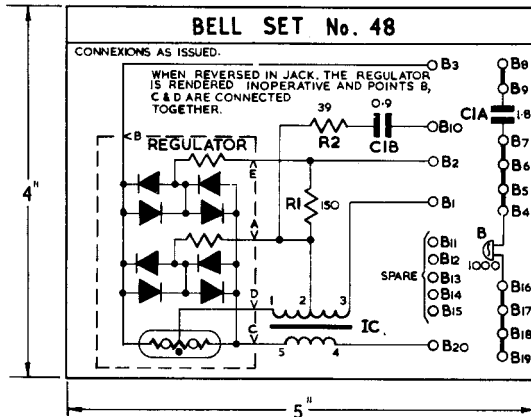 BELL SET No. 48
CONNEXIONS AS ISSUED.
WHEN REVERSED IN JACK. THE REGULATOR
IS RENDERED INOPERATIVE AND POINTS B,
C & D ARE CONNECTED
TOGETHER.
B3
B8
B9
C1A
1·8
39
R2
0·9
C1B
B10
B
REGULATOR
E
B2
B7
B6
B5
B4
R1
150
A
B1
B
1000
SPARE
B11
B12
B13
B14
B15
D
1
2
3
IC
C
5
4
B20
B16
B17
B18
B19
4"
5"